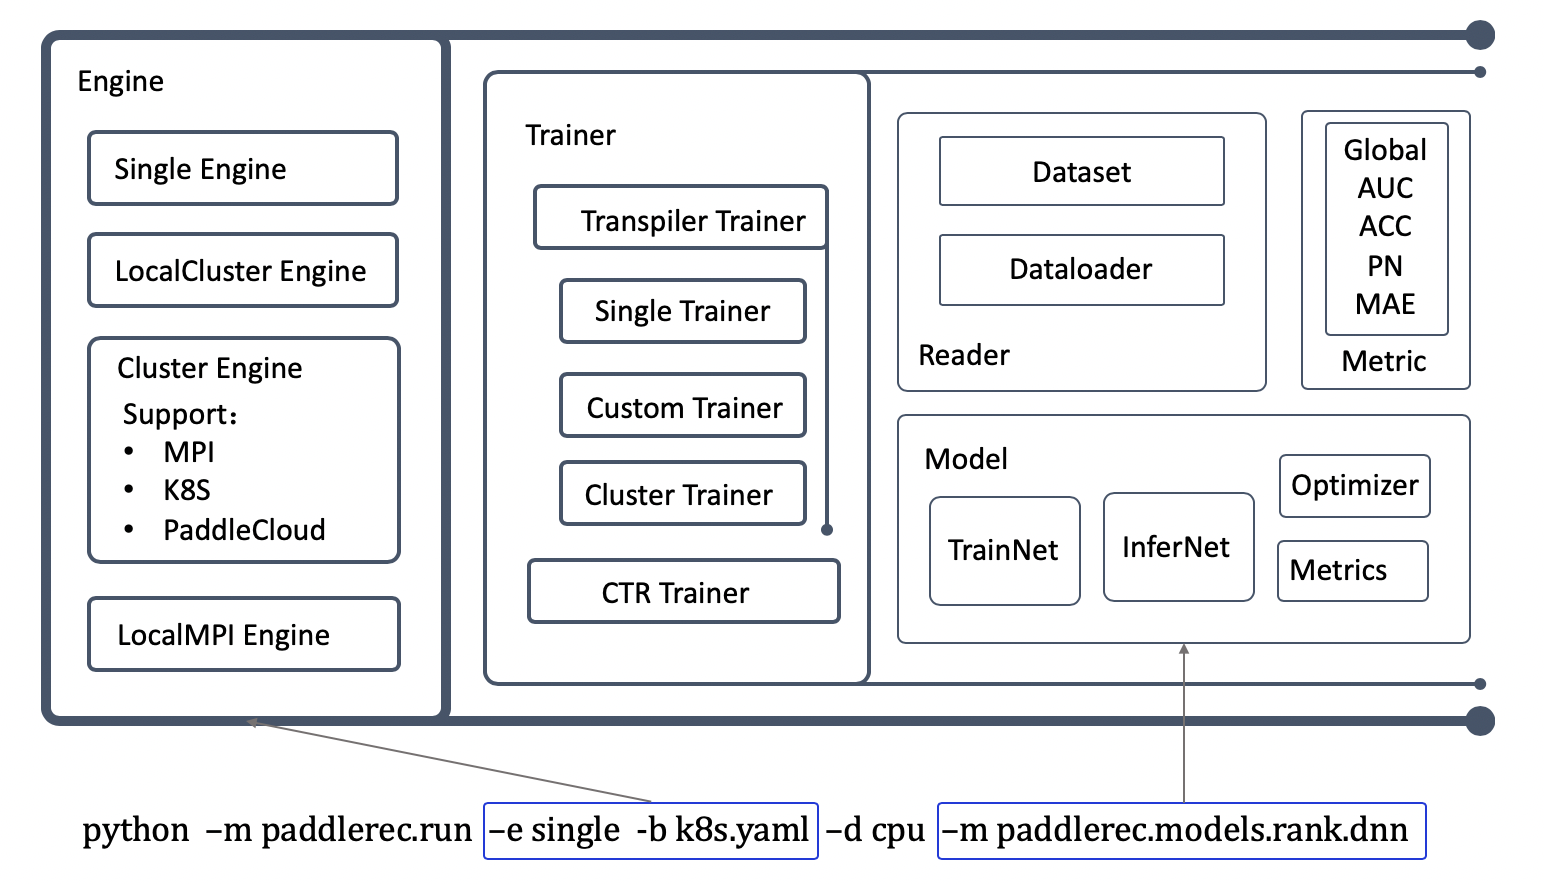 Engine
Single Engine
LocalCluster Engine
Cluster Engine
Support：
• MPI
• K8S
• PaddleCloud
LocalMPI Engine
Trainer
Transpiler Trainer
Single Trainer
Custom Trainer
Cluster Trainer
CTR Trainer
Dataset
Dataloader
Reader
Global
AUC
ACC
PN
MAE
Metric
Model
TrainNet
InferNet
Optimizer
Metrics
python –m paddlerec.run –e single -b k8s.yaml –d cpu –m paddlerec.models.rank.dnn